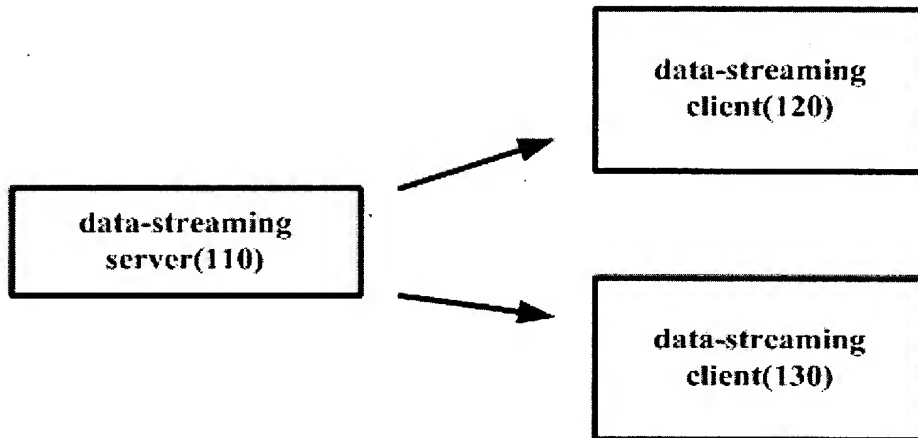 data-streaming
client(120)
data-streaming
server(110)
data-streaming
client(130)